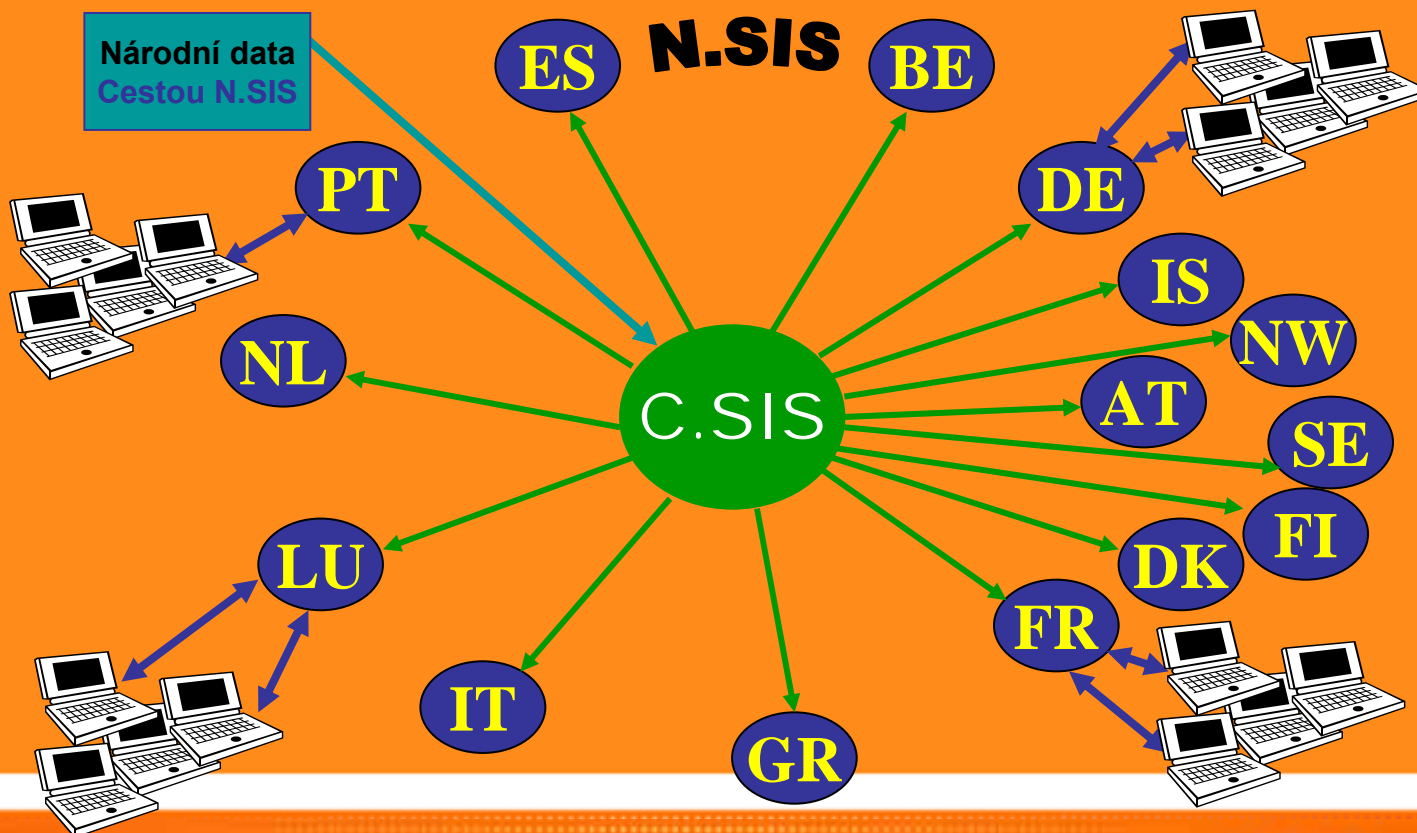 Národní data
Cestou N.SIS
N.SIS
ES
BE
PT
DE
IS
NW
NL
AT
C.SIS
SE
FI
LU
DK
FR
IT
GR